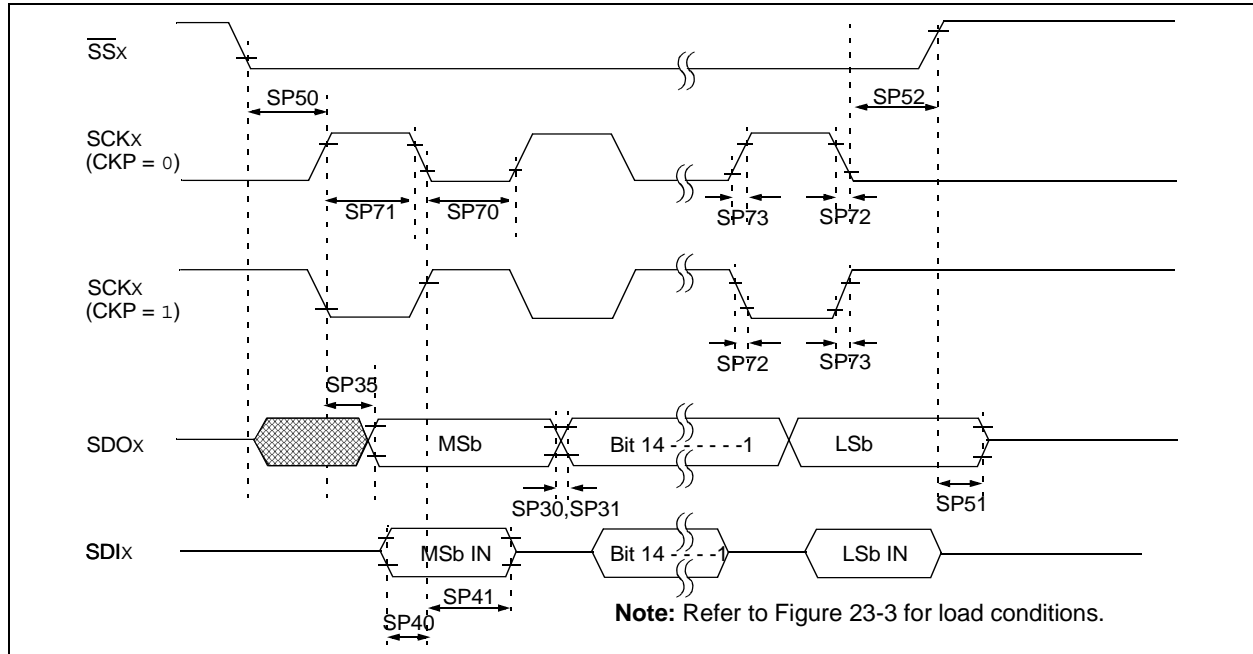 SSX
SP50
SP52
SCKX
(CKP = 0)
SP71
SP70
SP73
SP72
SCKX
(CKP = 1)
SP72
SP73
SP35
SDOX
MSb
Bit 14 - - - - - -1
LSb
SP30,SP31
SP51
SDIX
MSb IN
Bit 14 - - - - -1
LSb IN
SP41
SP40
Note: Refer to Figure 23-3 for load conditions.